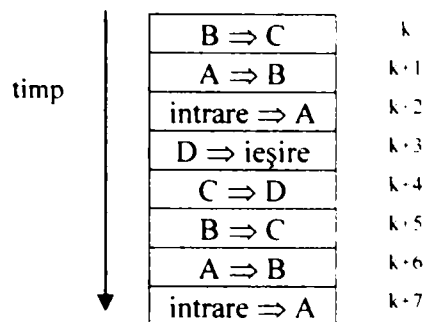 B ⇒ C k
A ⇒ B k+1
timp
intrare ⇒ A k+2
D ⇒ ieşire k+3
C ⇒ D k+4
B ⇒ C k+5
A ⇒ B k+6
intrare ⇒ A k+7